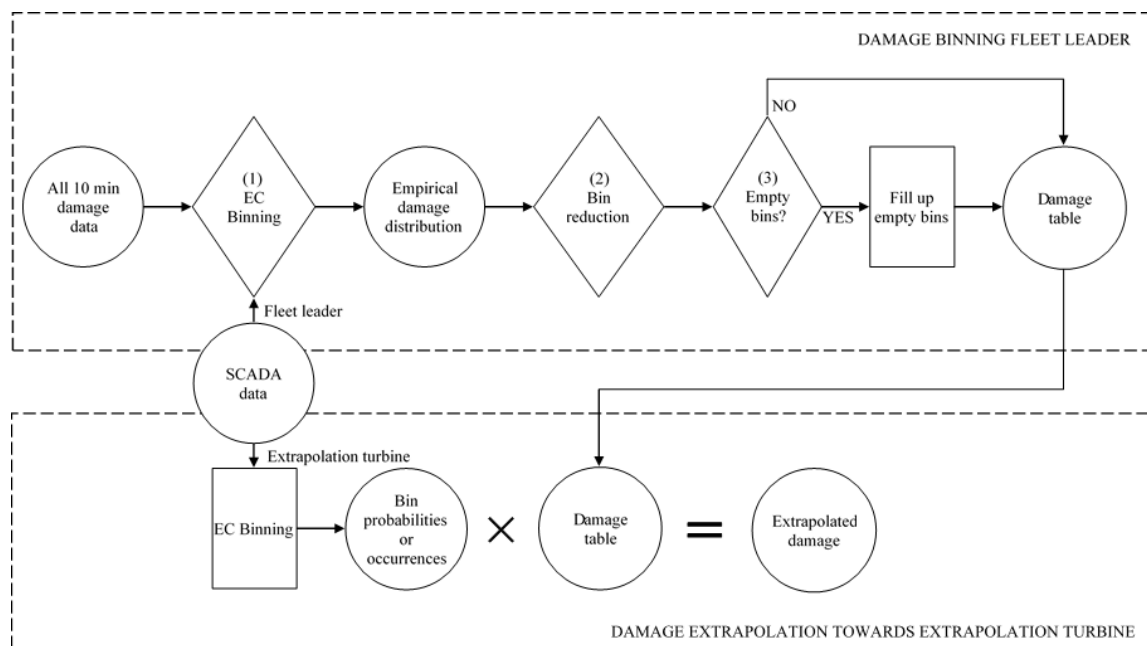 DAMAGE BINNING FLEET LEADER
NO
All 10 min
damage
data
(1)
EC
Binning
Empirical
damage
distribution
(2)
Bin
reduction
(3)
Empty
bins?
YES
Fill up
empty bins
Damage
table
Fleet leader
SCADA
data
Extrapolation turbine
EC Binning
Bin
probabilities
or
occurrences
×
Damage
table
=
Extrapolated
damage
DAMAGE EXTRAPOLATION TOWARDS EXTRAPOLATION TURBINE